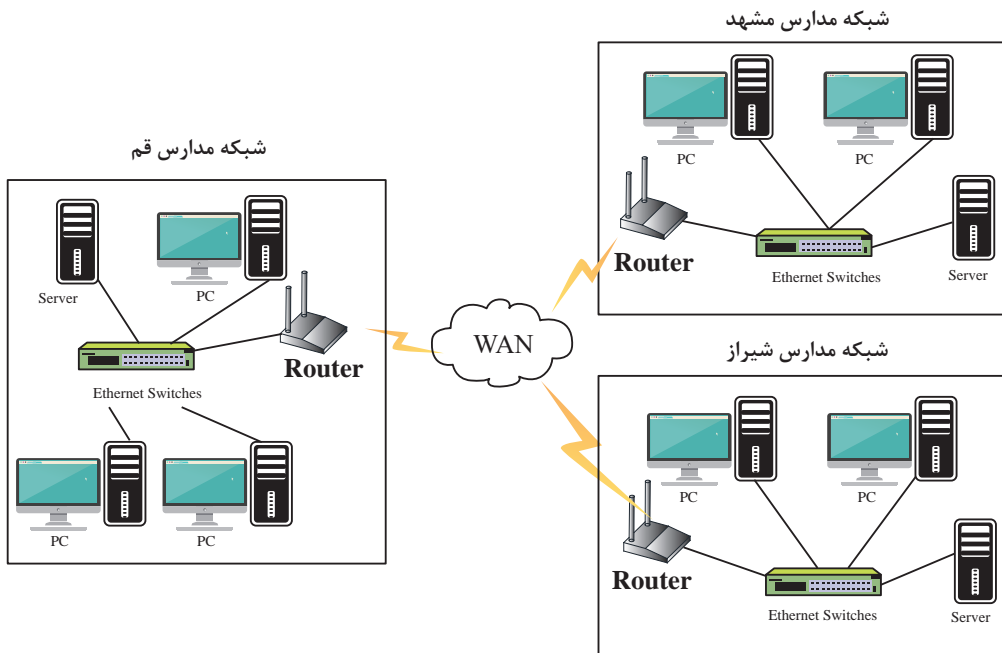 شبکه مدارس مشهد
PC
PC
Router
Ethernet Switches
Server
شبکه مدارس قم
Server
PC
Router
Ethernet Switches
PC
PC
WAN
شبکه مدارس شیراز
PC
PC
Router
Ethernet Switches
Server